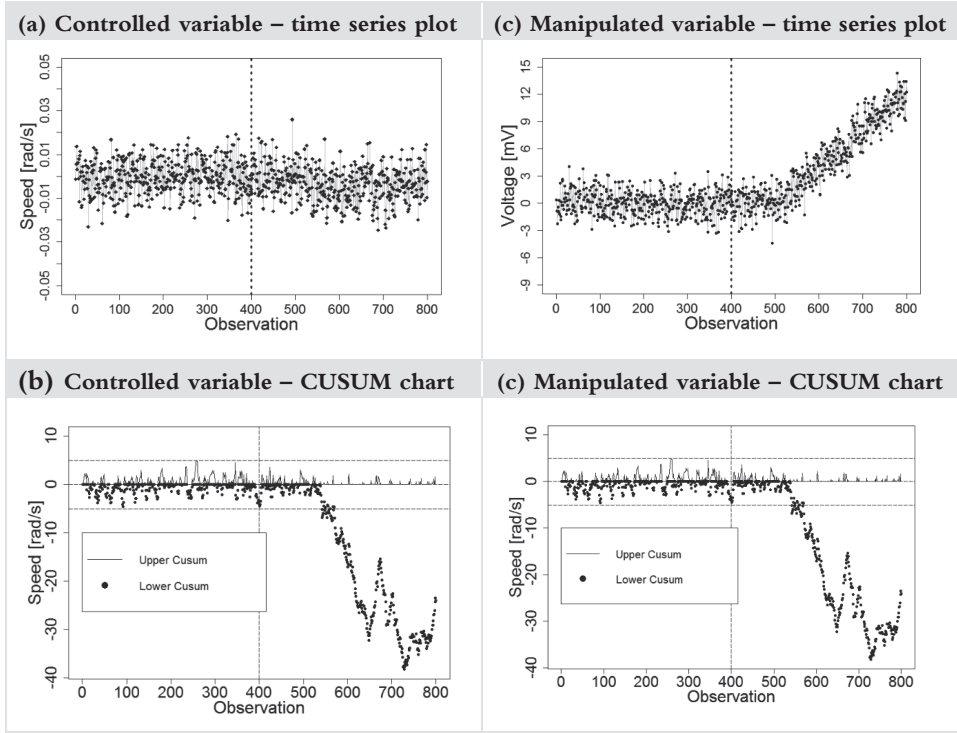 (a) Controlled variable – time series plot
0.05
0.03
0.01
-0.01
-0.03
-0.05
Speed [rad/s]
0 100 200 300 400 500 600 700 800
Observation
(c) Manipulated variable – time series plot
15
12
9
6
3
0
-3
-6
-9
Voltage [mV]
0 100 200 300 400 500 600 700 800
Observation
(b) Controlled variable – CUSUM chart
10
0
-10
-20
-30
-40
Speed [rad/s]
Upper Cusum
Lower Cusum
0 100 200 300 400 500 600 700 800
Observation
(c) Manipulated variable – CUSUM chart
10
0
-10
-20
-30
-40
Speed [rad/s]
Upper Cusum
Lower Cusum
0 100 200 300 400 500 600 700 800
Observation